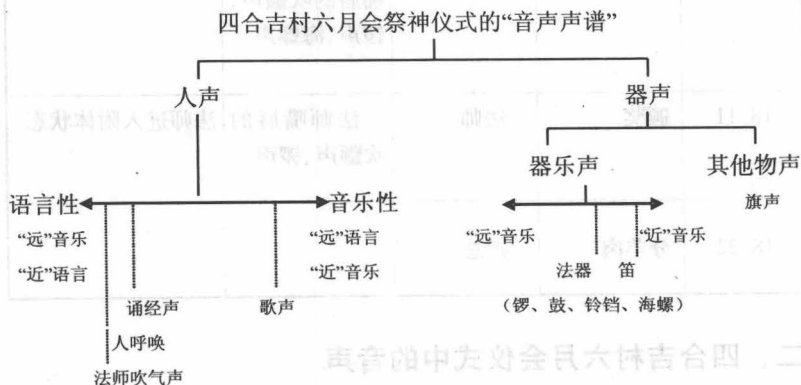 四合吉村六月会祭神仪式的“音声声谱”
人声
器声
器乐声
其他物声
旗声
语言性
音乐性
“远”音乐
“近”语言
“远”语言
“近”音乐
“远”音乐
“近”音乐
法器
笛
(锣、鼓、铃铛、海螺)
诵经声
歌声
人呼唤
法师吹气声